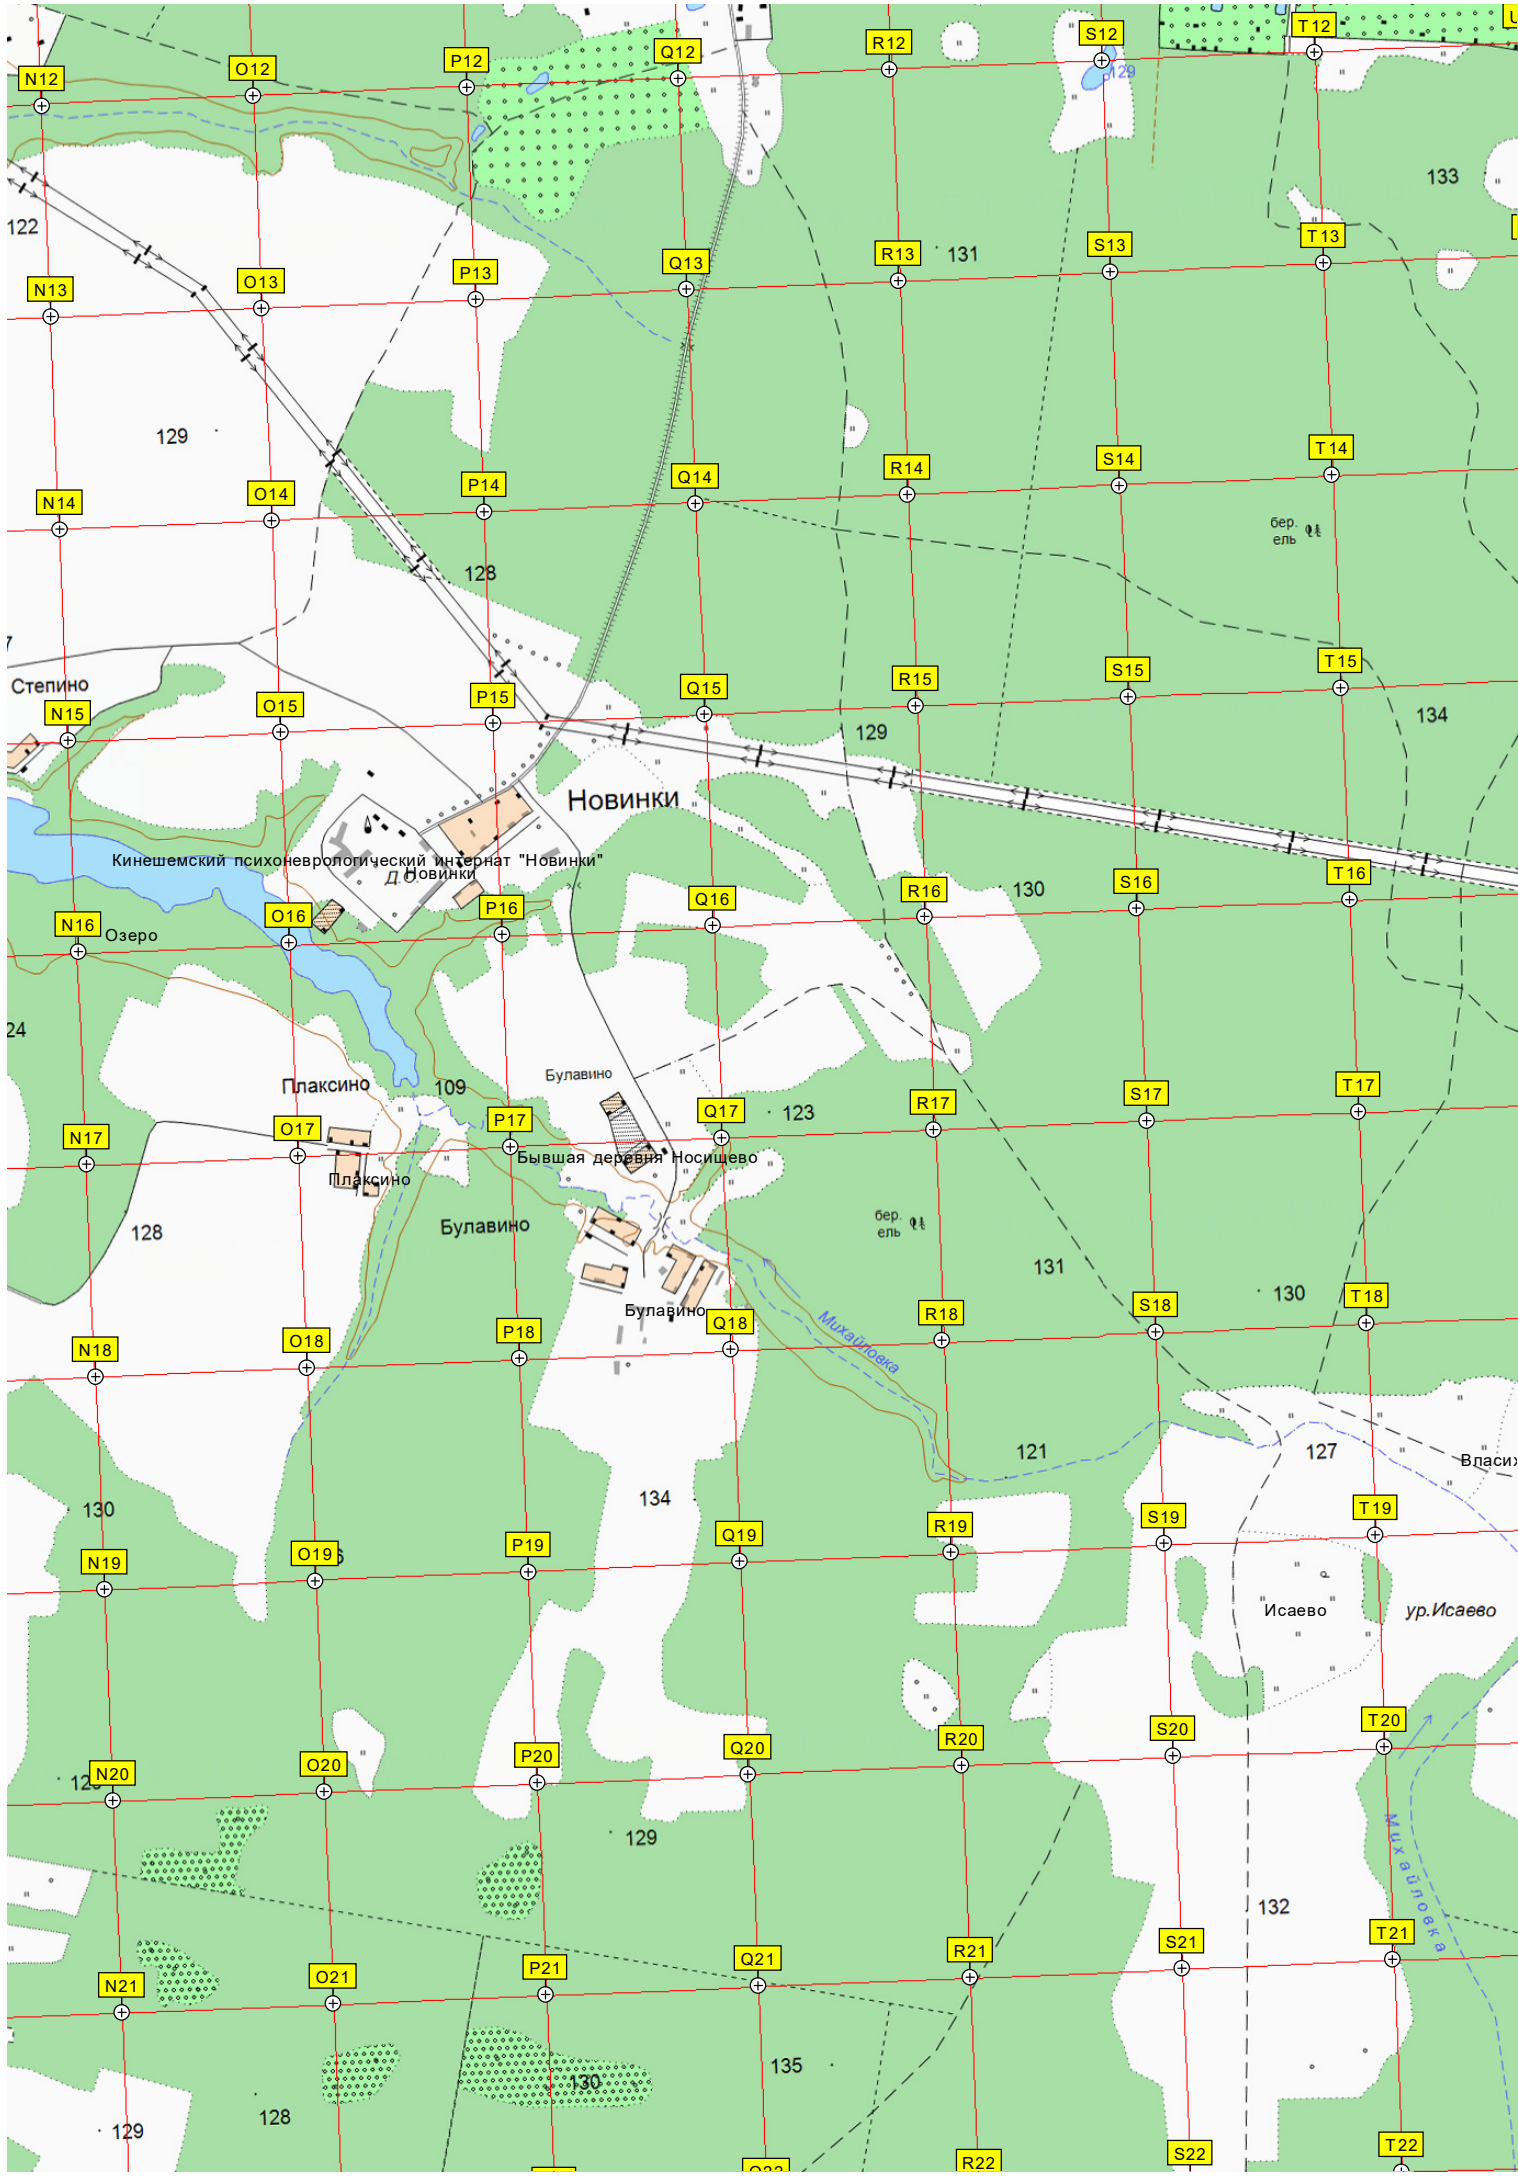 N12
O12
P12
Q12
R12
S12
T12
129
133
122
N13
O13
P13
Q13
R13
131
S13
T13
129
N14
O14
P14
Q14
R14
S14
T14
бер.
ель
128
Степино
N15
O15
P15
Q15
R15
S15
T15
129
134
Новинки
Кинешемский психоневрологический интернат "Новинки"
Д.О.
Новинки
N16
Озеро
O16
P16
Q16
R16
130
S16
T16
24
Плаксино
109
Булавино
N17
O17
P17
Q17
123
R17
S17
T17
Бывшая деревня Носищево
Плаксино
128
Булавино
бер.
ель
131
130
Булавино
Михайловка
N18
O18
P18
Q18
R18
S18
T18
121
127
130
134
N19
O19
P19
Q19
R19
S19
T19
Исаево
ур.Исаево
N20
O20
P20
Q20
R20
S20
T20
129
Михайловка
132
N21
O21
P21
Q21
R21
S21
T21
135
130
128
129
R22
S22
T22